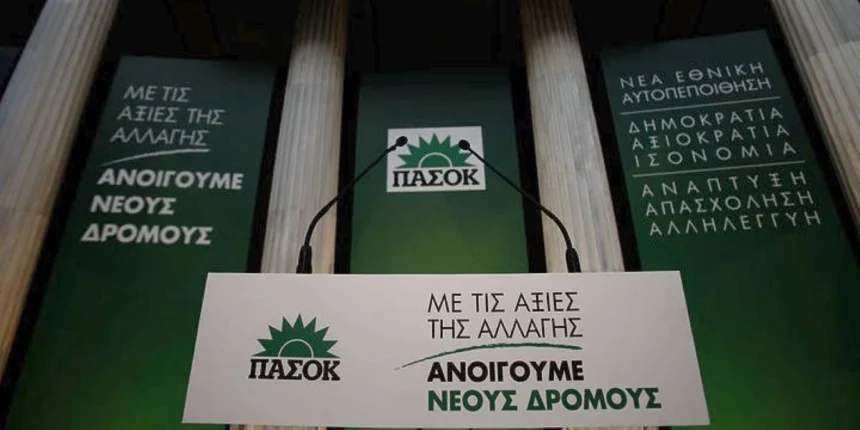 ΜΕ ΤΙΣ
ΑΞΙΕΣ ΤΗΣ
ΑΛΛΑΓΗΣ
ΑΝΟΙΓΟΥΜΕ
ΝΕΟΥΣ
ΔΡΟΜΟΥΣ
ΠΑΣΟΚ
ΝΕΑ ΕΘΝΙΚΗ
ΑΥΤΟΠΕΠΟΙΘΗΣΗ
ΔΗΜΟΚΡΑΤΙΑ
ΑΞΙΟΚΡΑΤΙΑ
ΙΣΟΝΟΜΙΑ
ΑΝΑΠΤΥΞΗ
ΑΠΑΣΧΟΛΗΣΗ
ΑΛΛΗΛΕΓΓΥΗ
ΠΑΣΟΚ
ΜΕ ΤΙΣ ΑΞΙΕΣ
ΤΗΣ ΑΛΛΑΓΗΣ
ΑΝΟΙΓΟΥΜΕ
ΝΕΟΥΣ ΔΡΟΜΟΥΣ